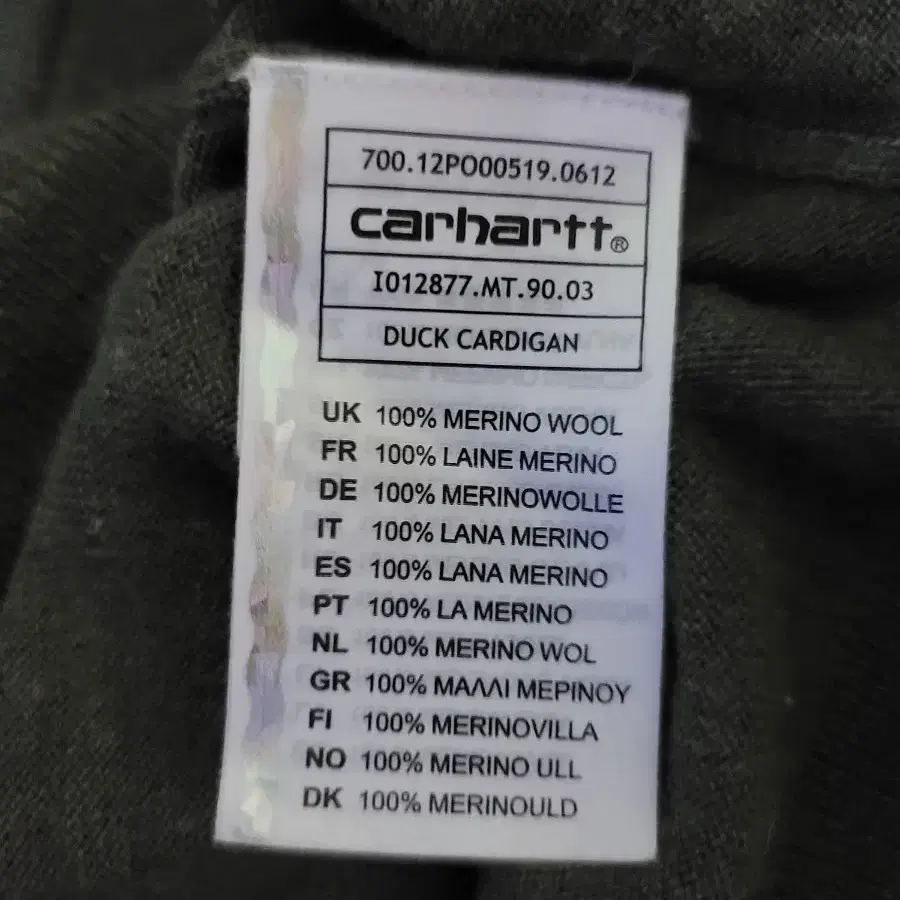 700.12PO00519.0612
carhartt®
I012877.MT.90.03
DUCK CARDIGAN
UK 100% MERINO WOOL
FR 100% LAINE MERINO
DE 100% MERINOWOLLE
IT 100% LANA MERINO
ES 100% LANA MERINO
PT 100% LA MERINO
NL 100% MERINO WOL
GR 100% ΜΑΛΛΙ ΜΕΡΙΝΟΥ
FI 100% MERINOVILLA
NO 100% MERINO ULL
DK 100% MERINOULD